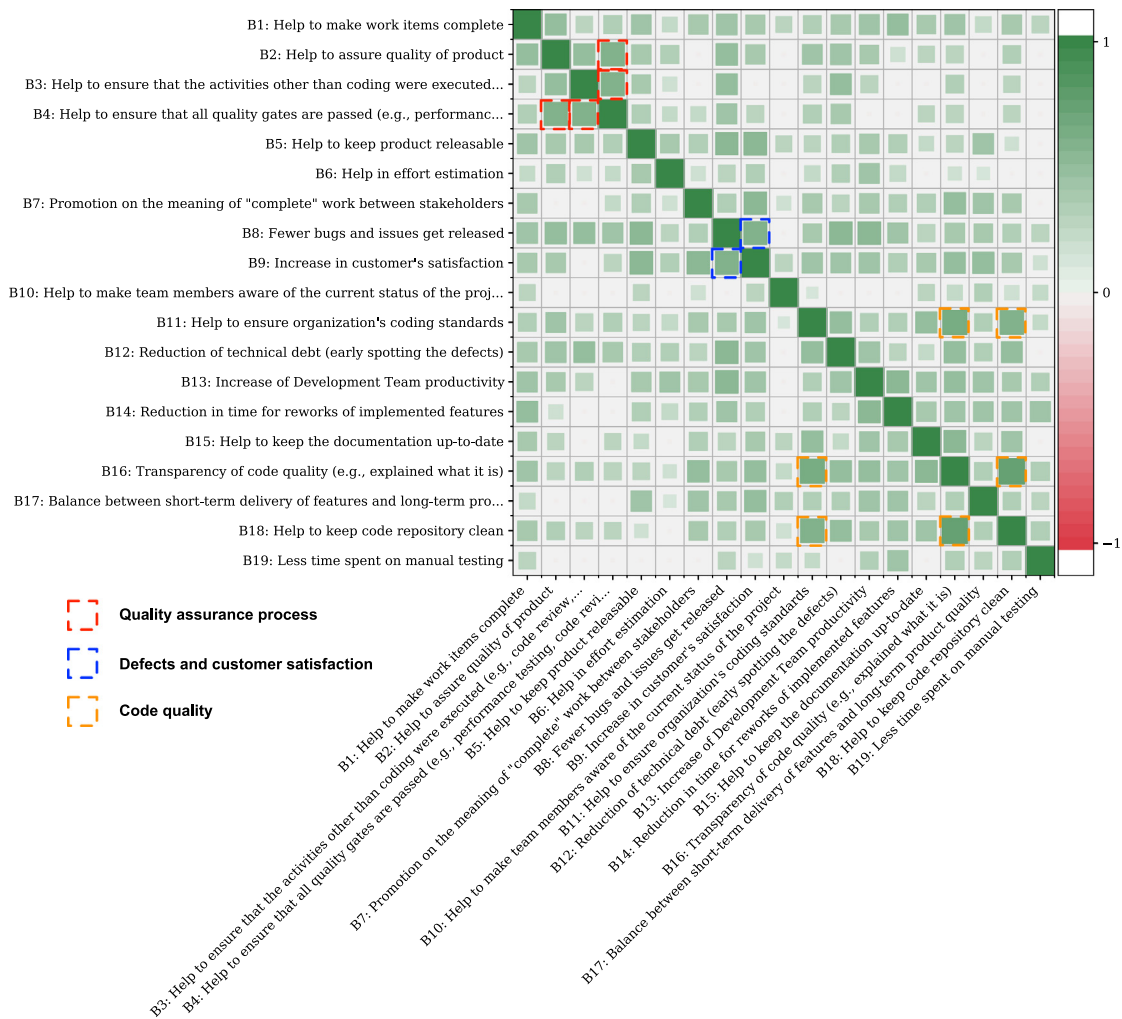 B1: Help to make work items complete
B2: Help to assure quality of product
B3: Help to ensure that the activities other than coding were executed...
B4: Help to ensure that all quality gates are passed (e.g., performanc...
B5: Help to keep product releasable
B6: Help in effort estimation
B7: Promotion on the meaning of "complete" work between stakeholders
B8: Fewer bugs and issues get released
B9: Increase in customer's satisfaction
B10: Help to make team members aware of the current status of the proj...
B11: Help to ensure organization's coding standards
B12: Reduction of technical debt (early spotting the defects)
B13: Increase of Development Team productivity
B14: Reduction in time for reworks of implemented features
B15: Help to keep the documentation up-to-date
B16: Transparency of code quality (e.g., explained what it is)
B17: Balance between short-term delivery of features and long-term pro...
B18: Help to keep code repository clean
B19: Less time spent on manual testing
1
0
−1
Quality assurance process
Defects and customer satisfaction
Code quality
B1: Help to make work items complete
B2: Help to assure quality of product
B3: Help to ensure that the activities other than coding were executed (e.g., code review,...
B4: Help to ensure that all quality gates are passed (e.g., performance testing, code revi...
B5: Help to keep product releasable
B6: Help in effort estimation
B7: Promotion on the meaning of "complete" work between stakeholders
B8: Fewer bugs and issues get released
B9: Increase in customer's satisfaction
B10: Help to make team members aware of the current status of the project
B11: Help to ensure organization's coding standards
B12: Reduction of technical debt (early spotting the defects)
B13: Increase of Development Team productivity
B14: Reduction in time for reworks of implemented features
B15: Help to keep the documentation up-to-date
B16: Transparency of code quality (e.g., explained what it is)
B17: Balance between short-term delivery of features and long-term product quality
B18: Help to keep code repository clean
B19: Less time spent on manual testing